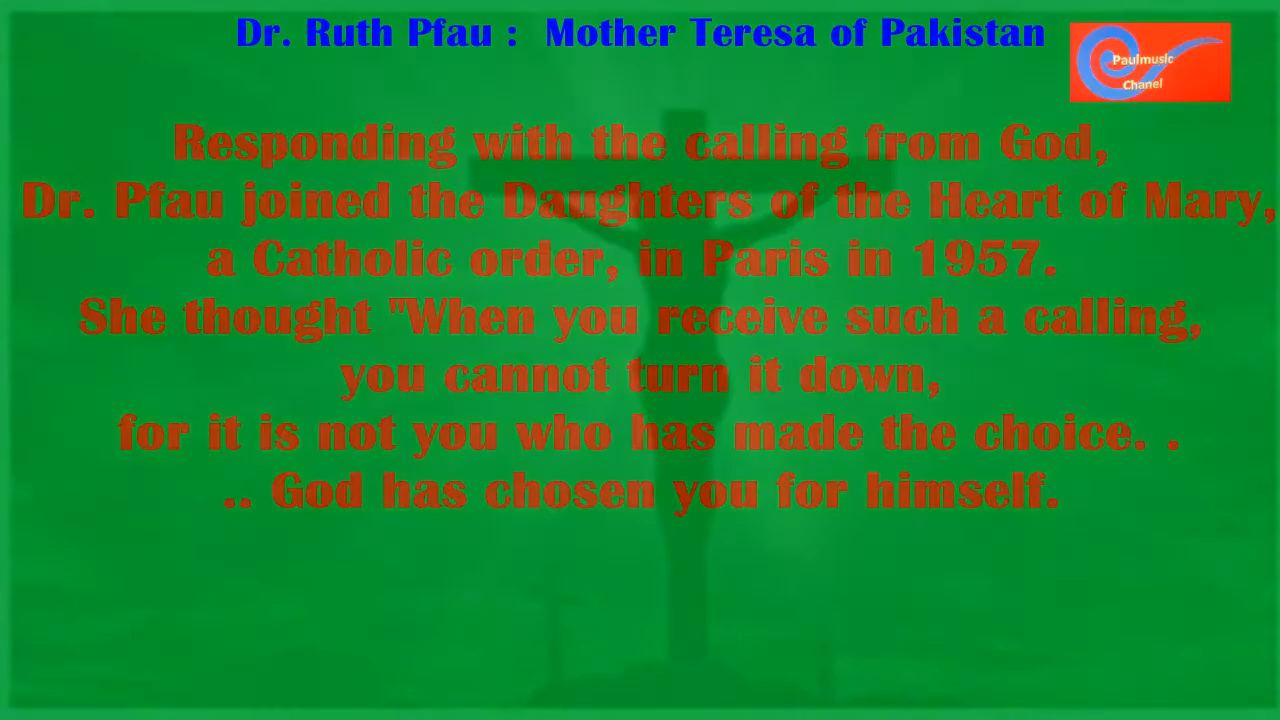 Dr. Ruth Pfau :  Mother Teresa of Pakistan
Paulmusic
Chanel
Responding with the calling from God,
Dr. Pfau joined the Daughters of the Heart of Mary,
a Catholic order, in Paris in 1957.
She thought "When you receive such a calling,
you cannot turn it down,
for it is not you who has made the choice. .
.. God has chosen you for himself.